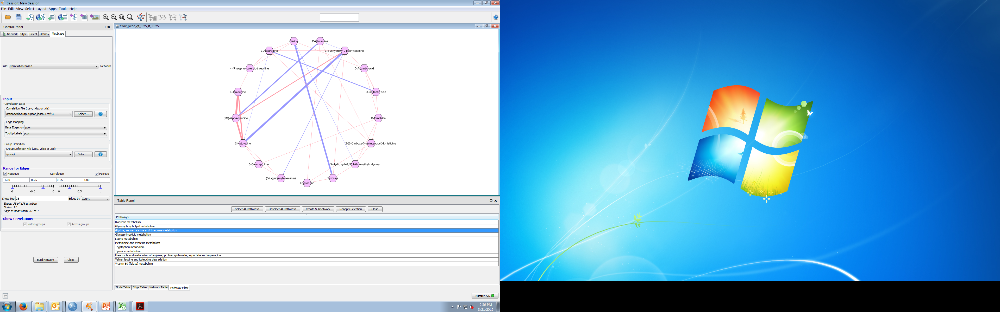 Session: New Session
File Edit View Select Layout Apps Tools Help
Control Panel
Network Style Select Diffany MetScape
Build Correlation-based Network
Input
Correlation Data
Correlation File (.csv, .xlsx or .xls)
aminoacids.output.pcor_lasso.17of23 Select... ?
Edge Mapping
Base Edges on pcor
Tooltip Labels pcor
Group Definition
Group Definition File (.csv, .xlsx or .xls)
(none) Select... ?
Range for Edges
Negative Correlation Positive
-1.00 -0.25 0.25 1.00
-1 -0.5 0 0 0.5 1
Show Top 38 Edges by Count
Edges: 38 of 136 provided
Nodes: 17
Edge to node ratio: 2.2 to 1
Show Correlations
Within groups Across groups
Build Network Close
Corr_pcor_gt_0.25_lt_-0.25
Serine D-Glutamine
L-Asparagine 3,4-Dihydroxy-L-phenylalanine
4-(Phosphonooxy)-L-threonine D-Aspartic acid
L-Isoleucine D-Glutamic acid
(2S)-alpha-Leucine D-Ornithine
2-Ketovaline 2-(3-Carboxy-3-aminopropyl)-L-histidine
5-Oxo-L-proline 3-Hydroxy-N6,N6,N6-trimethyl-L-lysine
(5-L-glutamyl)-L-alanine Tyrosine
Tryptophan
Table Panel
Select All Pathways Deselect All Pathways Create Subnetwork Reapply Selection Close
Pathways
Biopterin metabolism
Glycerophospholipid metabolism
Glycine, serine, alanine and threonine metabolism
Glycosphingolipid metabolism
Lysine metabolism
Methionine and cysteine metabolism
Tryptophan metabolism
Tyrosine metabolism
Urea cycle and metabolism of arginine, proline, glutamate, aspartate and asparagine
Valine, leucine and isoleucine degradation
Vitamin B9 (folate) metabolism
Node Table Edge Table Network Table Pathway Filter
Memory: OK
2:36 PM
3/21/2016